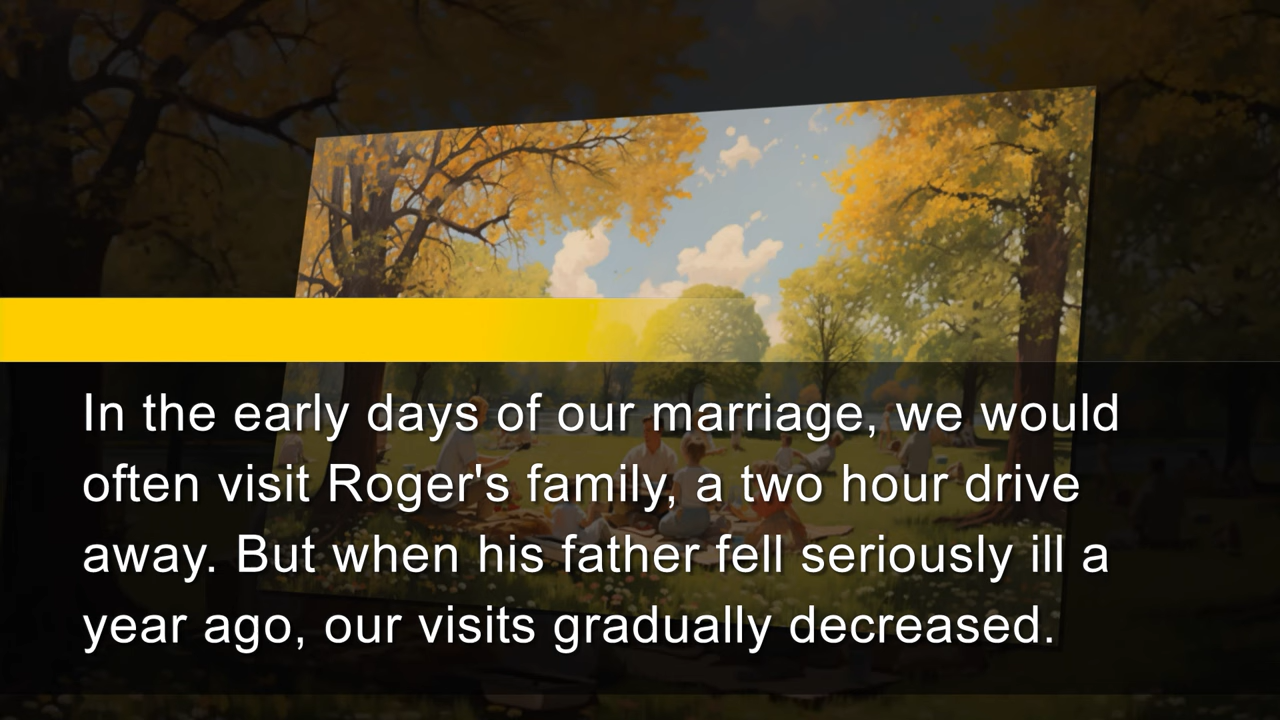 In the early days of our marriage, we would
often visit Roger's family, a two hour drive
away. But when his father fell seriously ill a
year ago, our visits gradually decreased.